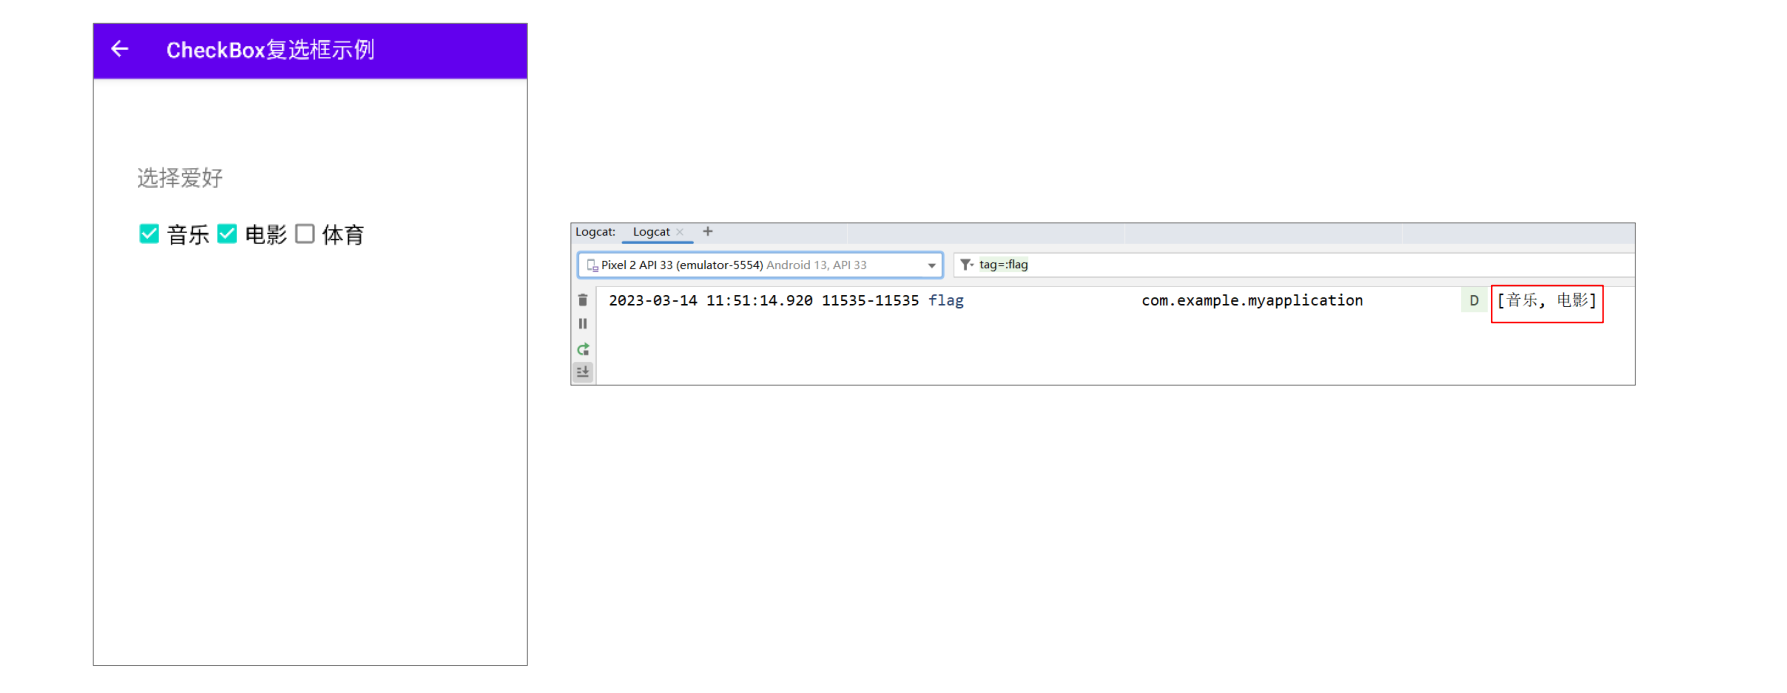 CheckBox复选框示例
选择爱好
音乐 电影 体育
Logcat: Logcat × +
Pixel 2 API 33 (emulator-5554) Android 13, API 33 tag=:flag
2023-03-14 11:51:14.920 11535-11535 flag com.example.myapplication D [音乐, 电影]